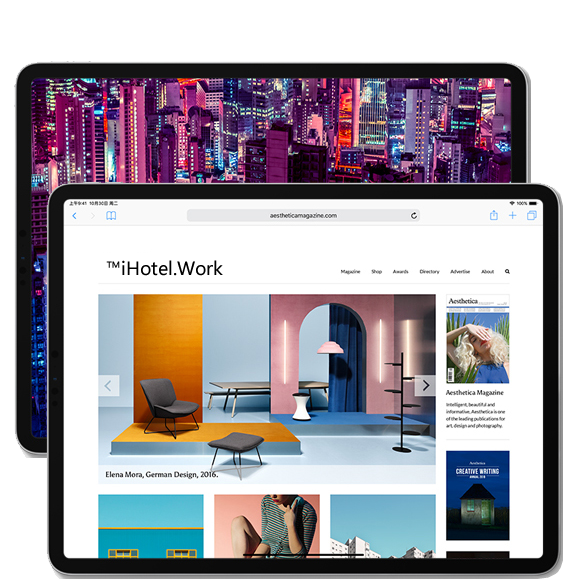 上午9:41 10月30日 周二
100%
aestheticamagazine.com
™iHotel.Work
Magazine Shop Awards Directory Advertise About
Aesthetica
Aesthetica Magazine
Intelligent, beautiful and
informative, Aesthetica is one
of the leading publications for
art, design and photography.
Elena Mora, German Design, 2016.
Aesthetica
CREATIVE WRITING
ANNUAL 2018